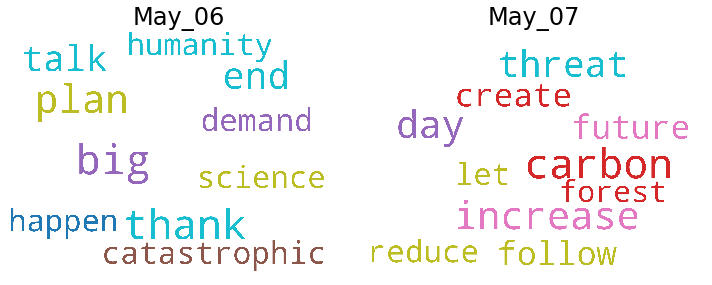 May_06
humanity
talk
end
plan
demand
big
science
happen
thank
catastrophic
May_07
threat
create
day
future
carbon
let
forest
increase
reduce
follow